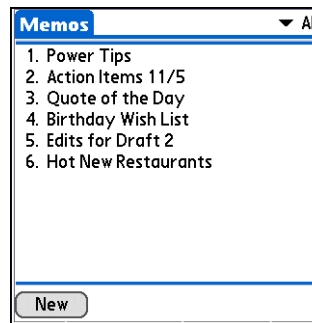 Memos
1. Power Tips
2. Action Items 11/5
3. Quote of the Day
4. Birthday Wish List
5. Edits for Draft 2
6. Hot New Restaurants
New